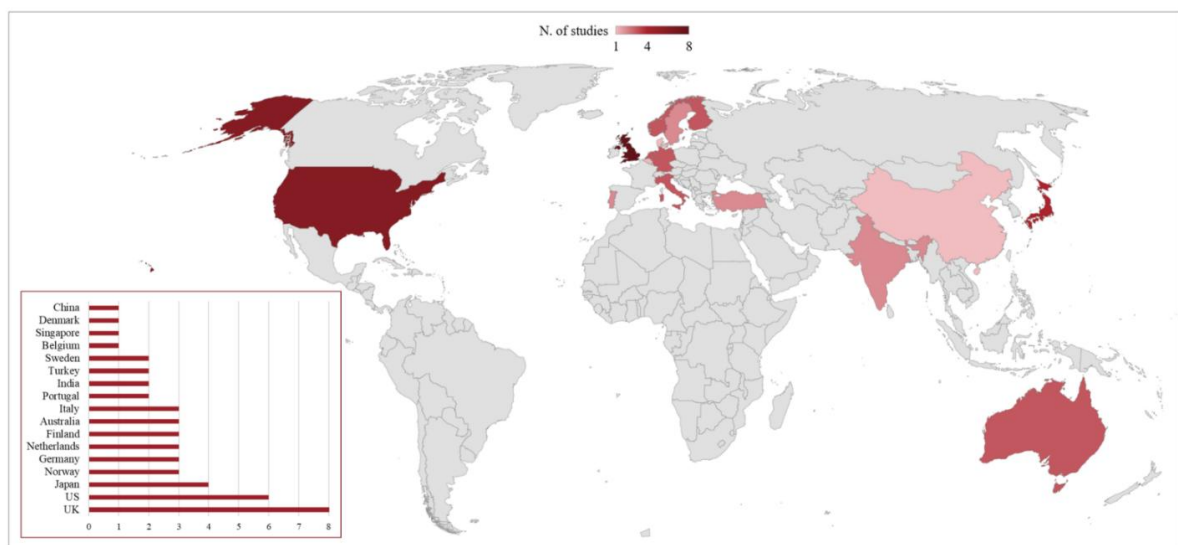 N. of studies
1 4 8
China
Denmark
Singapore
Belgium
Sweden
Turkey
India
Portugal
Italy
Australia
Finland
Netherlands
Germany
Norway
Japan
US
UK
0 1 2 3 4 5 6 7 8